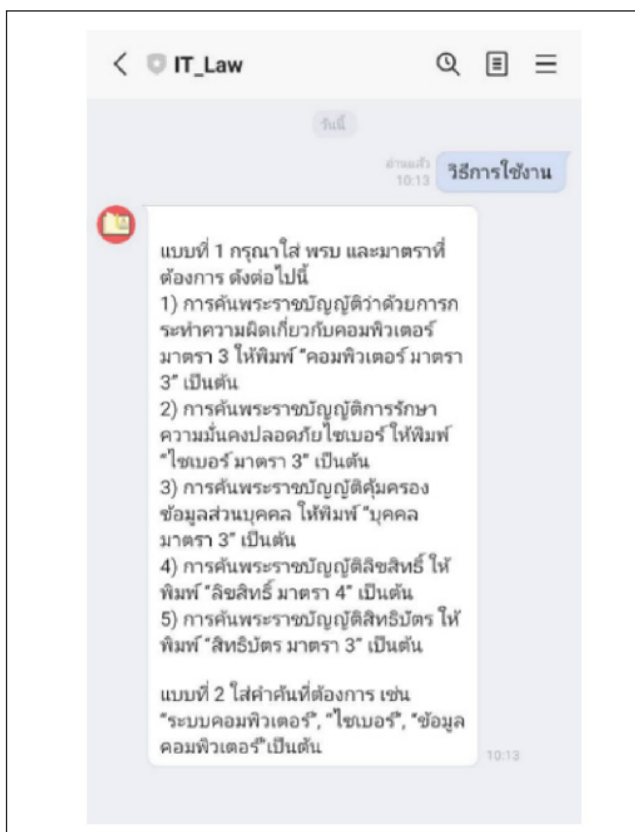 IT_Law
วันนี้
อ่านแล้ว
10:13
วิธีการใช้งาน
แบบที่ 1 กรุณาใส่ พรบ และมาตราที่
ต้องการ ดังต่อไปนี้
1) การค้นพระราชบัญญัติว่าด้วยการก
ระทำความผิดเกี่ยวกับคอมพิวเตอร์
มาตรา 3 ให้พิมพ์ "คอมพิวเตอร์ มาตรา
3" เป็นต้น
2) การค้นพระราชบัญญัติการรักษา
ความมั่นคงปลอดภัยไซเบอร์ ให้พิมพ์
"ไซเบอร์ มาตรา 3" เป็นต้น
3) การค้นพระราชบัญญัติคุ้มครอง
ข้อมูลส่วนบุคคล ให้พิมพ์ "บุคคล
มาตรา 3" เป็นต้น
4) การค้นพระราชบัญญัติลิขสิทธิ์ ให้
พิมพ์ "ลิขสิทธิ์ มาตรา 4" เป็นต้น
5) การค้นพระราชบัญญัติสิทธิบัตร ให้
พิมพ์ "สิทธิบัตร มาตรา 3" เป็นต้น
แบบที่ 2 ใส่คำค้นที่ต้องการ เช่น
"ระบบคอมพิวเตอร์", "ไซเบอร์", "ข้อมูล
คอมพิวเตอร์"เป็นต้น
10:13